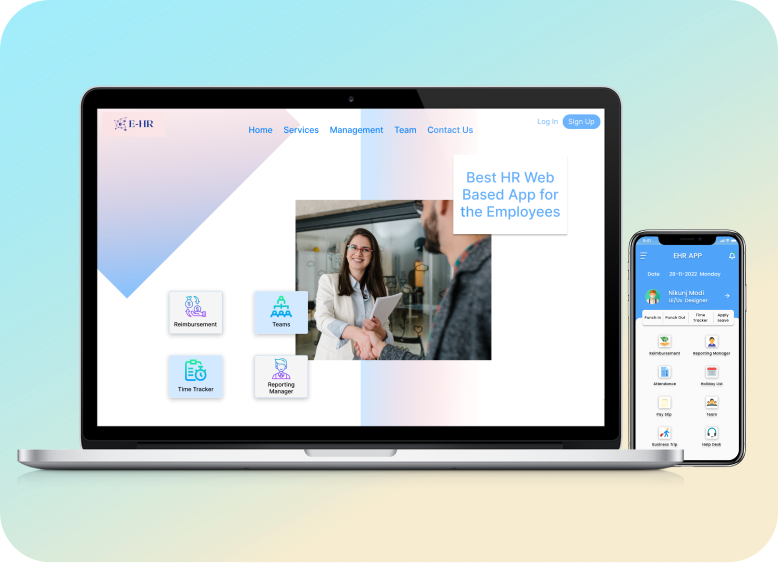 E-HR
Home Services Management Team Contact Us
Log In Sign Up
Best HR Web
Based App for
the Employees
Reimbursement
Teams
Time Tracker
Reporting
Manager
9:41
EHR APP
Date 28-11-2022 Monday
Nikunj Modi
UI/Ux Designer
Punch In Punch Out Time
Tracker Apply
leave
Reimbursement Reporting Manager
Attendance Holiday List
Pay Slip Team
Business Trip Help Desk